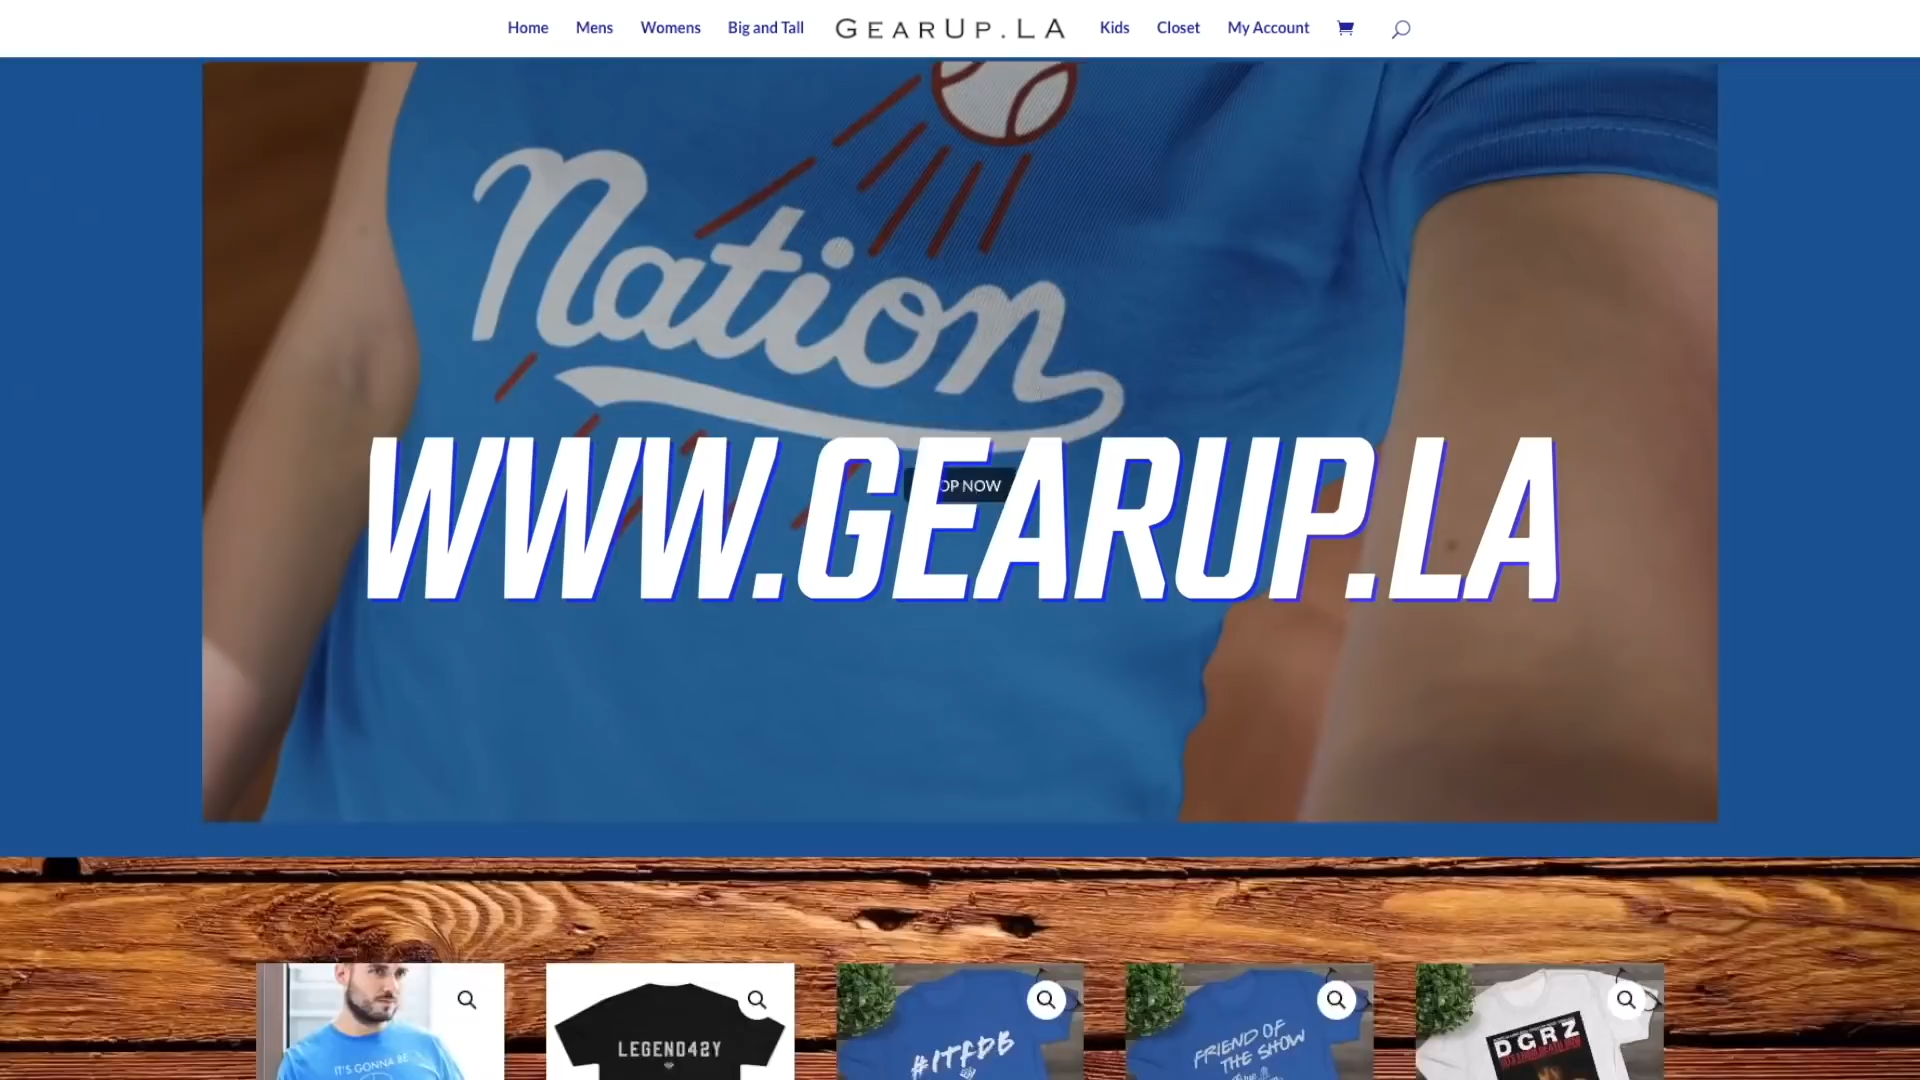 Home Mens Womens Big and Tall GEARUP.LA Kids Closet My Account
Nation
OP NOW
WWW.GEARUP.LA
IT'S GONNA BE
LEGEND42Y
#ITFDB
FRIEND OF
THE SHOW
DGRZ